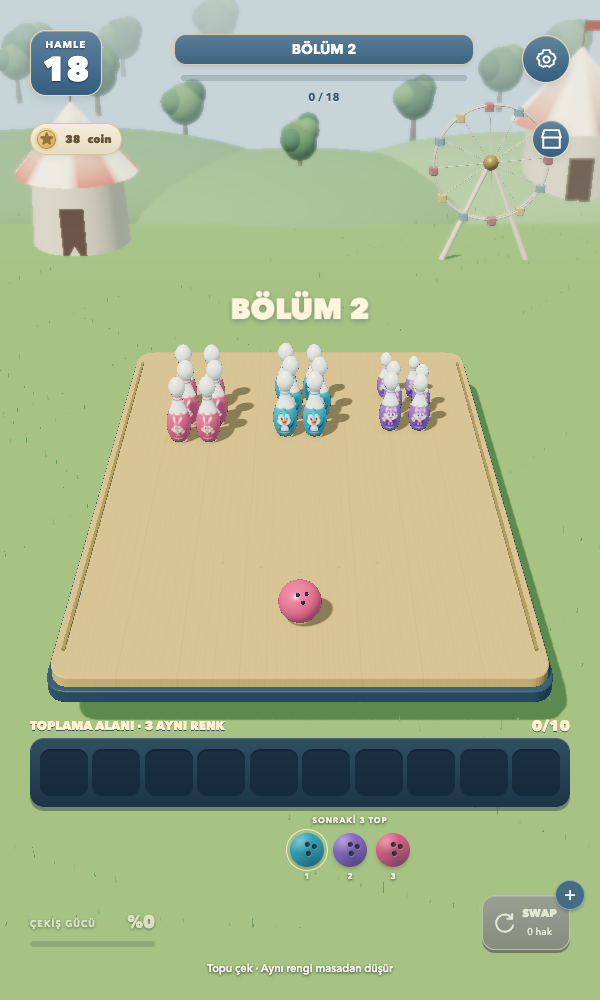 HAMLE
18
BÖLÜM 2
0 / 18
38 coin
BÖLÜM 2
TOPLAMA ALANI · 3 AYNI RENK
0/10
SONRAKİ 3 TOP
1 2 3
ÇEKİŞ GÜCÜ %0
SWAP
0 hak
+
Topu çek · Aynı rengi masadan düşür